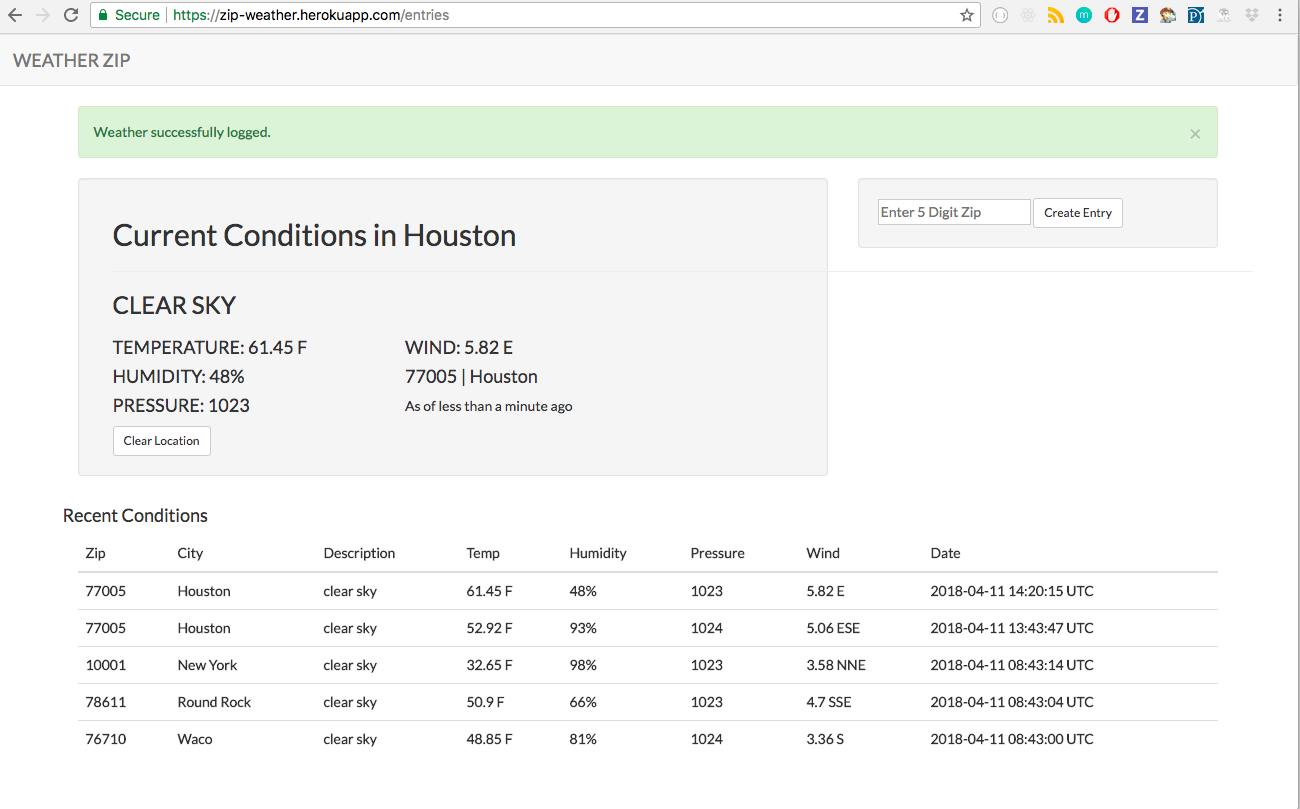 Secure https://zip-weather.herokuapp.com/entries
WEATHER ZIP
Weather successfully logged.
×
Current Conditions in Houston
Enter 5 Digit Zip Create Entry
CLEAR SKY
TEMPERATURE: 61.45 F WIND: 5.82 E
HUMIDITY: 48% 77005 | Houston
PRESSURE: 1023 As of less than a minute ago
Clear Location
Recent Conditions
Zip City Description Temp Humidity Pressure Wind Date
77005 Houston clear sky 61.45 F 48% 1023 5.82 E 2018-04-11 14:20:15 UTC
77005 Houston clear sky 52.92 F 93% 1024 5.06 ESE 2018-04-11 13:43:47 UTC
10001 New York clear sky 32.65 F 98% 1023 3.58 NNE 2018-04-11 08:43:14 UTC
78611 Round Rock clear sky 50.9 F 66% 1023 4.7 SSE 2018-04-11 08:43:04 UTC
76710 Waco clear sky 48.85 F 81% 1024 3.36 S 2018-04-11 08:43:00 UTC